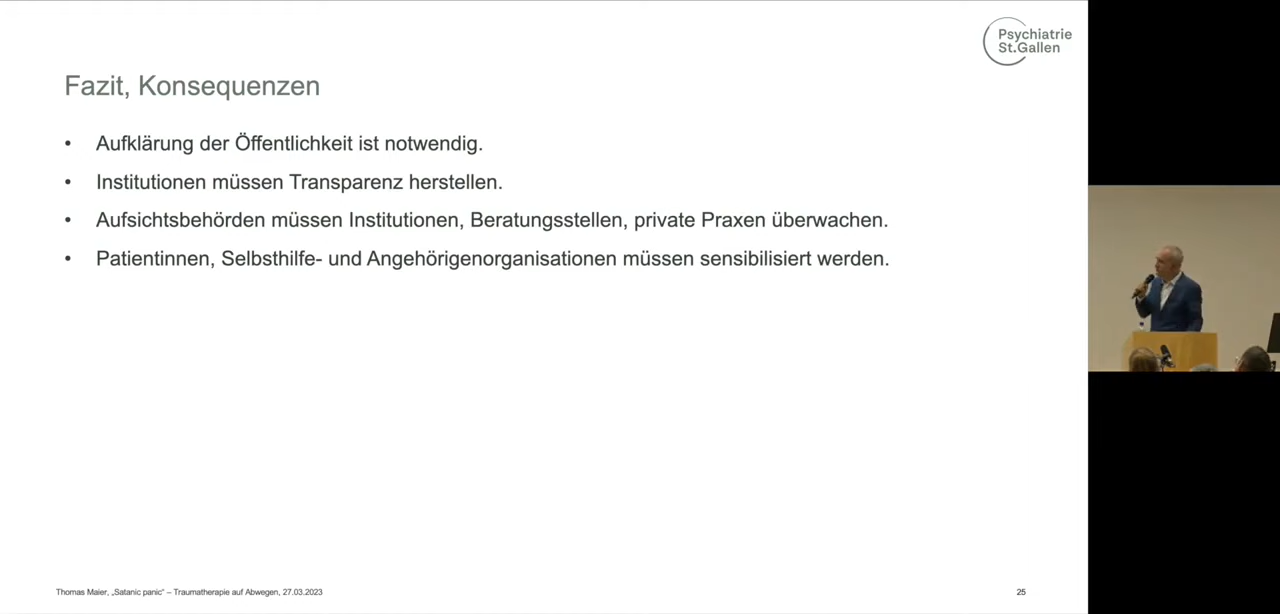 Psychiatrie
St.Gallen
Fazit, Konsequenzen
• Aufklärung der Öffentlichkeit ist notwendig.
• Institutionen müssen Transparenz herstellen.
• Aufsichtsbehörden müssen Institutionen, Beratungsstellen, private Praxen überwachen.
• Patientinnen, Selbsthilfe- und Angehörigenorganisationen müssen sensibilisiert werden.
Thomas Maier, „Satanic panic“ – Traumatherapie auf Abwegen, 27.03.2023
25